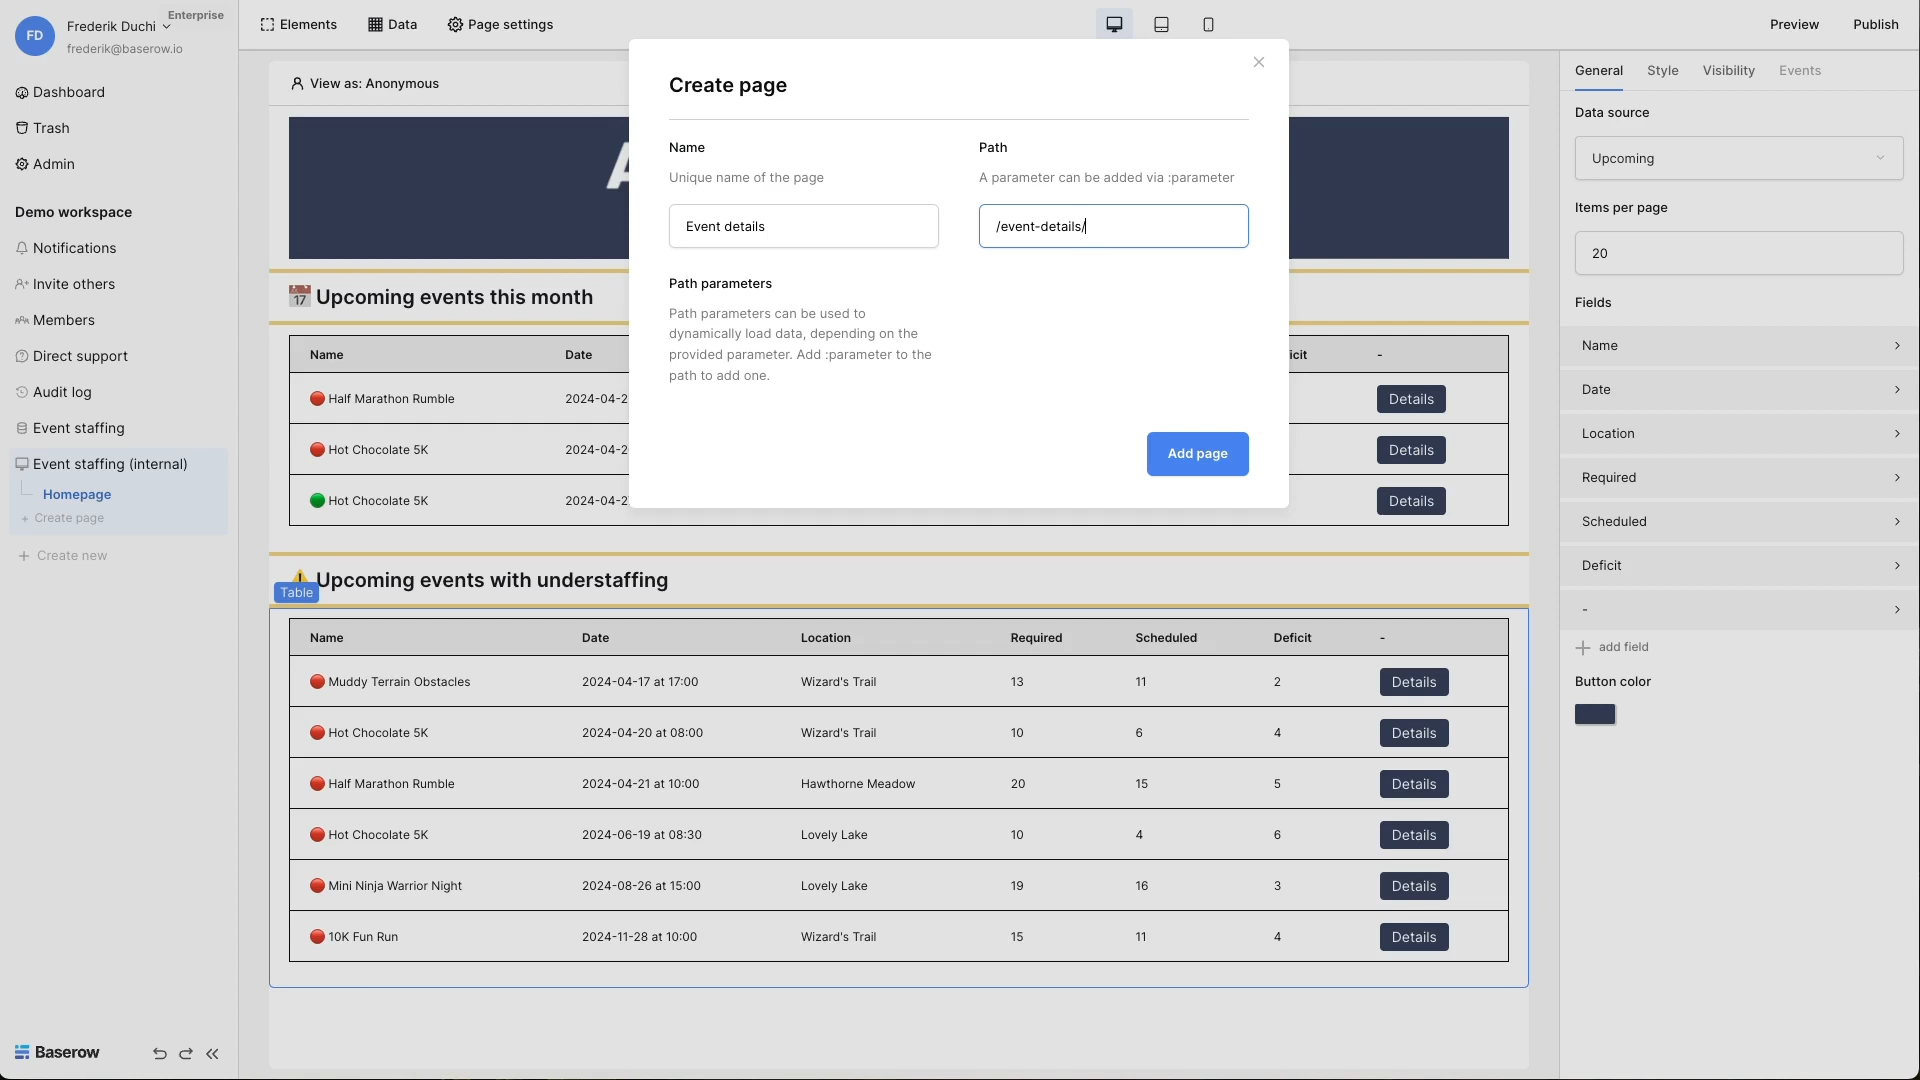 FD
Frederik Duchi
Enterprise
frederik@baserow.io
Dashboard
Trash
Admin
Demo workspace
Notifications
Invite others
Members
Direct support
Audit log
Event staffing
Event staffing (internal)
Homepage
+ Create page
+ Create new
Baserow
Elements
Data
Page settings
Preview
Publish
View as: Anonymous
A
17 Upcoming events this month
Name Date -
Half Marathon Rumble 2024-04-2 Details
Hot Chocolate 5K 2024-04-2 Details
Hot Chocolate 5K 2024-04-2 Details
Upcoming events with understaffing
Table
Name Date Location Required Scheduled Deficit -
Muddy Terrain Obstacles 2024-04-17 at 17:00 Wizard's Trail 13 11 2 Details
Hot Chocolate 5K 2024-04-20 at 08:00 Wizard's Trail 10 6 4 Details
Half Marathon Rumble 2024-04-21 at 10:00 Hawthorne Meadow 20 15 5 Details
Hot Chocolate 5K 2024-06-19 at 08:30 Lovely Lake 10 4 6 Details
Mini Ninja Warrior Night 2024-08-26 at 15:00 Lovely Lake 19 16 3 Details
10K Fun Run 2024-11-28 at 10:00 Wizard's Trail 15 11 4 Details
Create page
Name
Unique name of the page
Event details
Path
A parameter can be added via :parameter
/event-details/
Path parameters
Path parameters can be used to
dynamically load data, depending on the
provided parameter. Add :parameter to the
path to add one.
Add page
General Style Visibility Events
Data source
Upcoming
Items per page
20
Fields
Name
Date
Location
Required
Scheduled
Deficit
-
add field
Button color